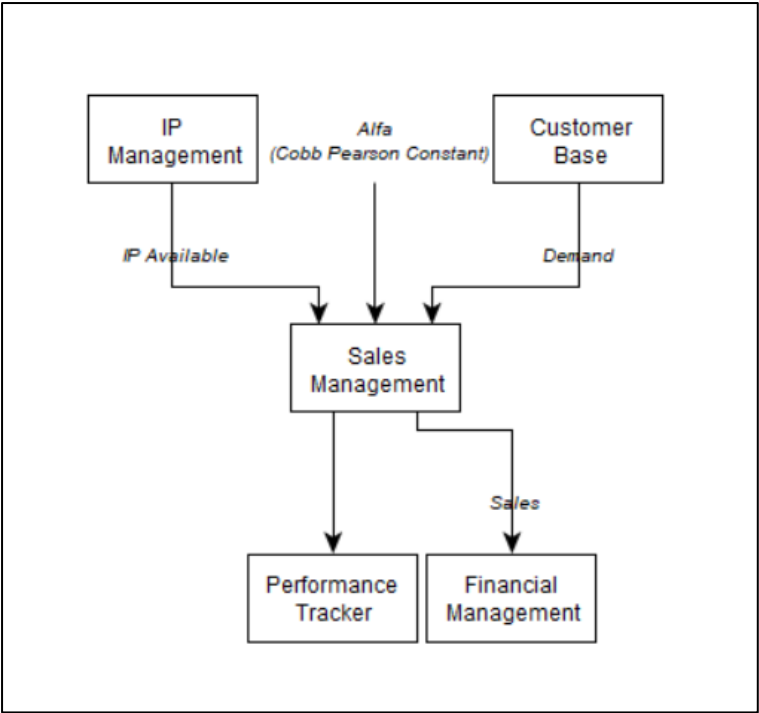 IP
Management
Alfa
(Cobb Pearson Constant)
Customer
Base
IP Available
Demand
Sales
Management
Sales
Performance
Tracker
Financial
Management